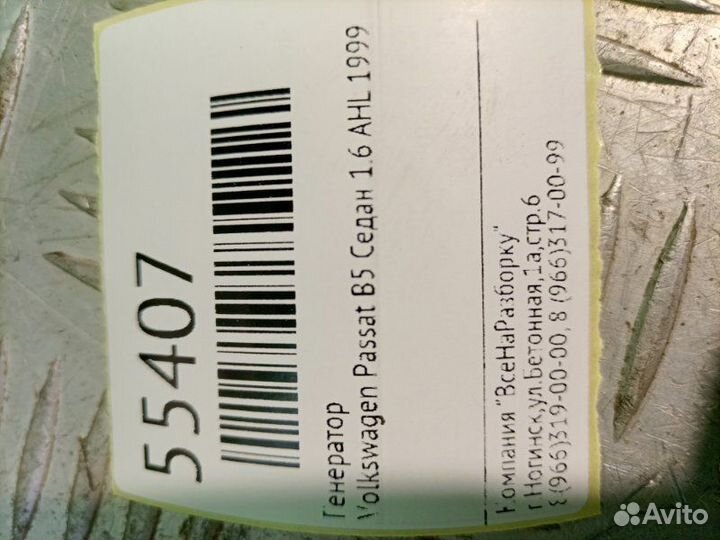 55407
Генератор
Volkswagen Passat B5 Седан 1.6 AHL 1999
Компания "ВсеНаРазборку"
г.Ногинск,ул.Бетонная,1а,стр.6
8(966)319-00-00, 8 (966)317-00-99
Avito